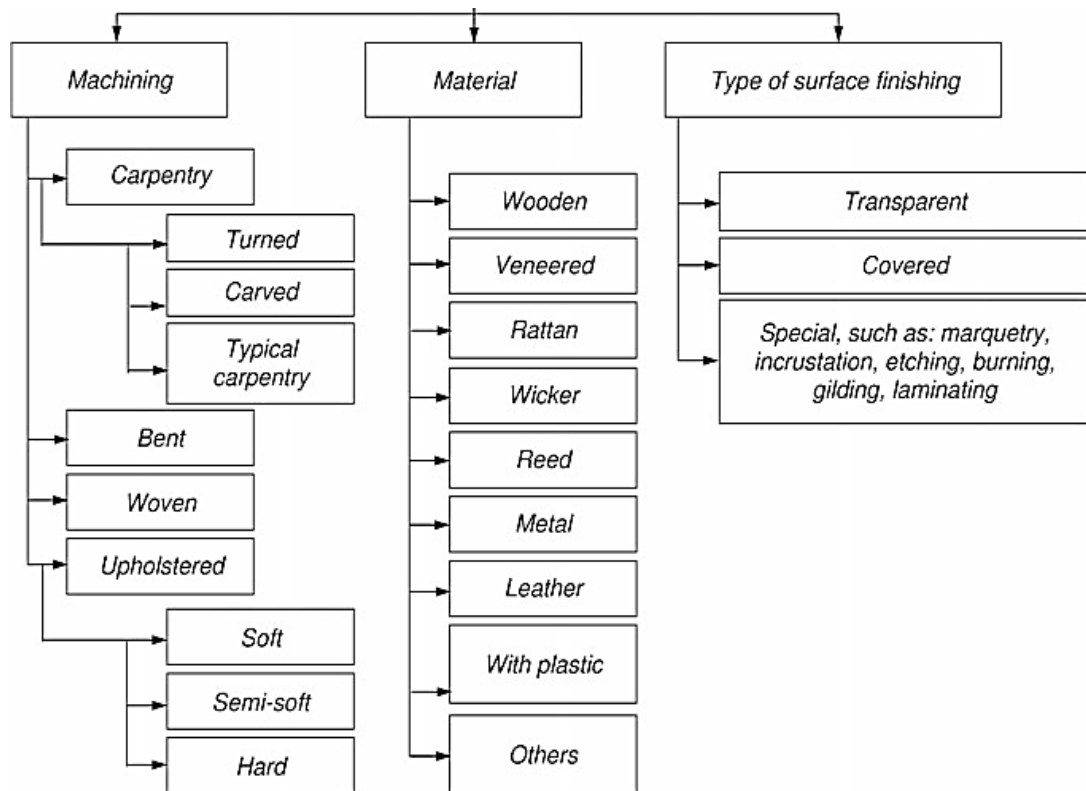 Machining
Material
Type of surface finishing
Carpentry
Turned
Carved
Typical
carpentry
Bent
Woven
Upholstered
Soft
Semi-soft
Hard
Wooden
Veneered
Rattan
Wicker
Reed
Metal
Leather
With plastic
Others
Transparent
Covered
Special, such as: marquetry,
incrustation, etching, burning,
gilding, laminating